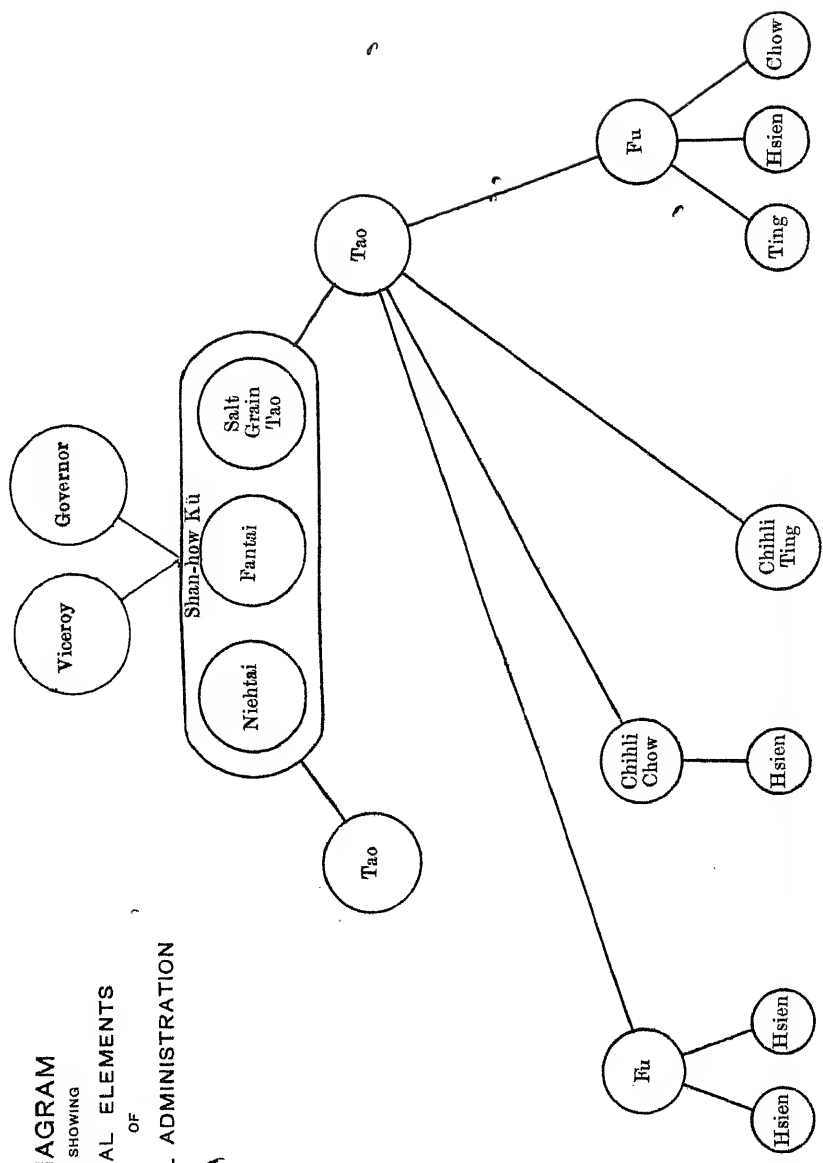 AGRAM
SHOWING
AL ELEMENTS
OF
L ADMINISTRATION
Viceroy
Governor
Shan-how Kü
Niehtai
Fantai
Salt
Grain
Tao
Tao
Tao
Fu
Chihli
Chow
Fu
Chihli
Ting
Hsien
Hsien
Hsien
Ting
Hsien
Chow